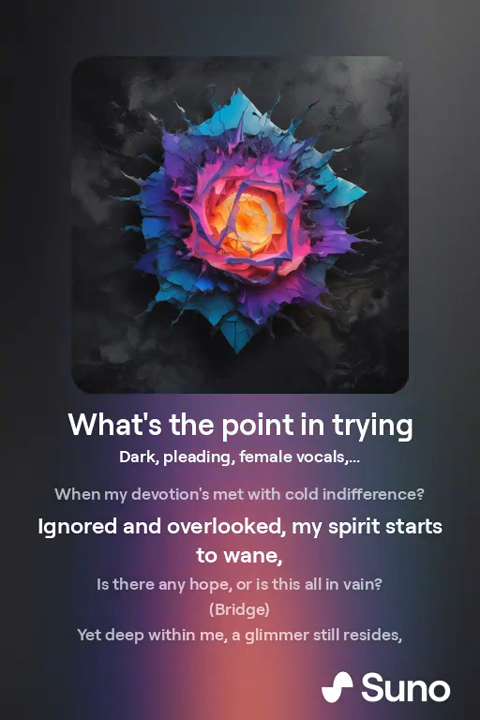 What's the point in trying
Dark, pleading, female vocals,...
When my devotion's met with cold indifference?
Ignored and overlooked, my spirit starts
to wane,
Is there any hope, or is this all in vain?
(Bridge)
Yet deep within me, a glimmer still resides,
Suno